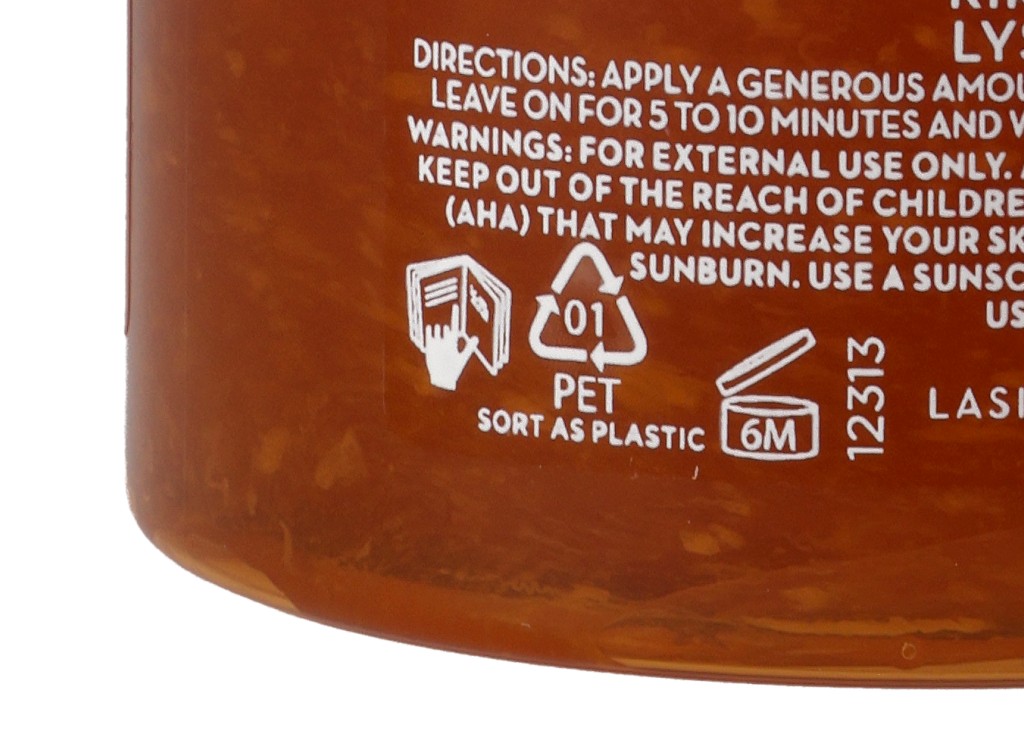 LYS
DIRECTIONS: APPLY A GENEROUS AMOU
LEAVE ON FOR 5 TO 10 MINUTES AND W
WARNINGS: FOR EXTERNAL USE ONLY.
KEEP OUT OF THE REACH OF CHILDRE
(AHA) THAT MAY INCREASE YOUR SK
SUNBURN. USE A SUNSC
US
01
PET
SORT AS PLASTIC
6M
12313
LASH